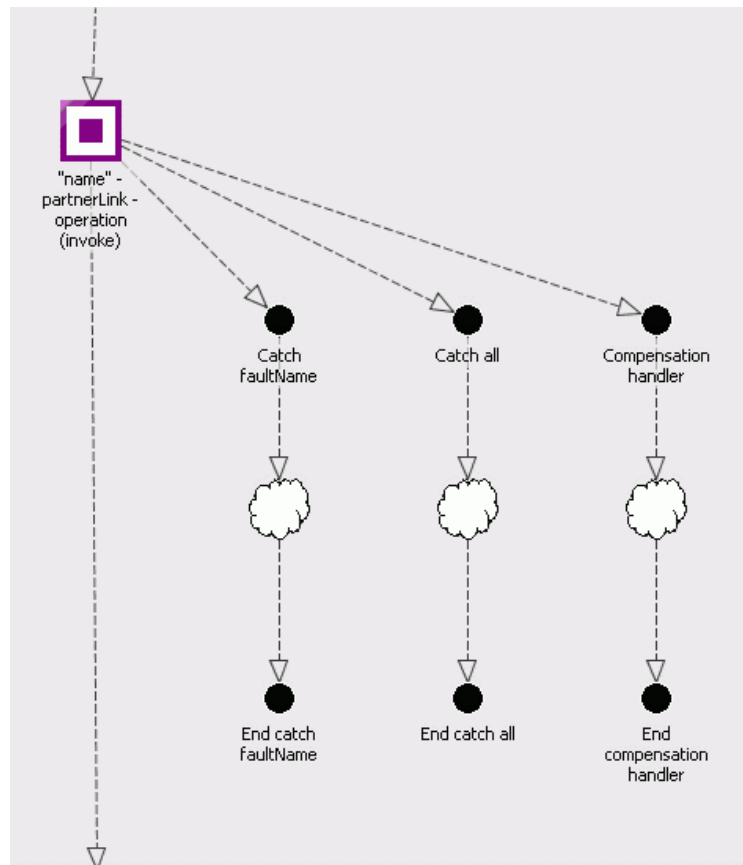 "name" -
partnerLink -
operation
(invoke)
Catch
faultName
Catch all
Compensation
handler
End catch
faultName
End catch all
End
compensation
handler